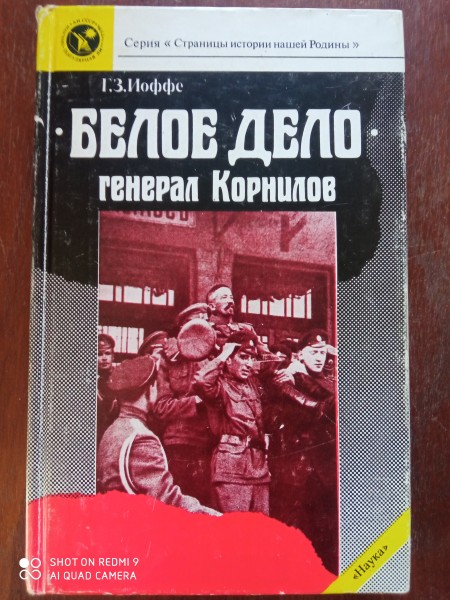 Серия « Страницы истории нашей Родины »
Г.З.Иоффе
· БЕЛОЕ ДЕЛО ·
генерал Корнилов
«Наука»
SHOT ON REDMI 9
AI QUAD CAMERA